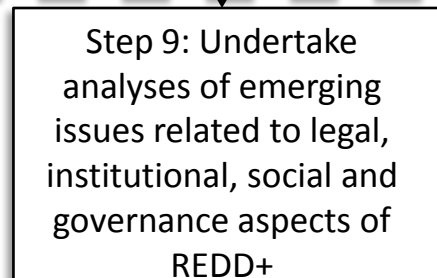 Step 9: Undertake
analyses of emerging
issues related to legal,
institutional, social and
governance aspects of
REDD+